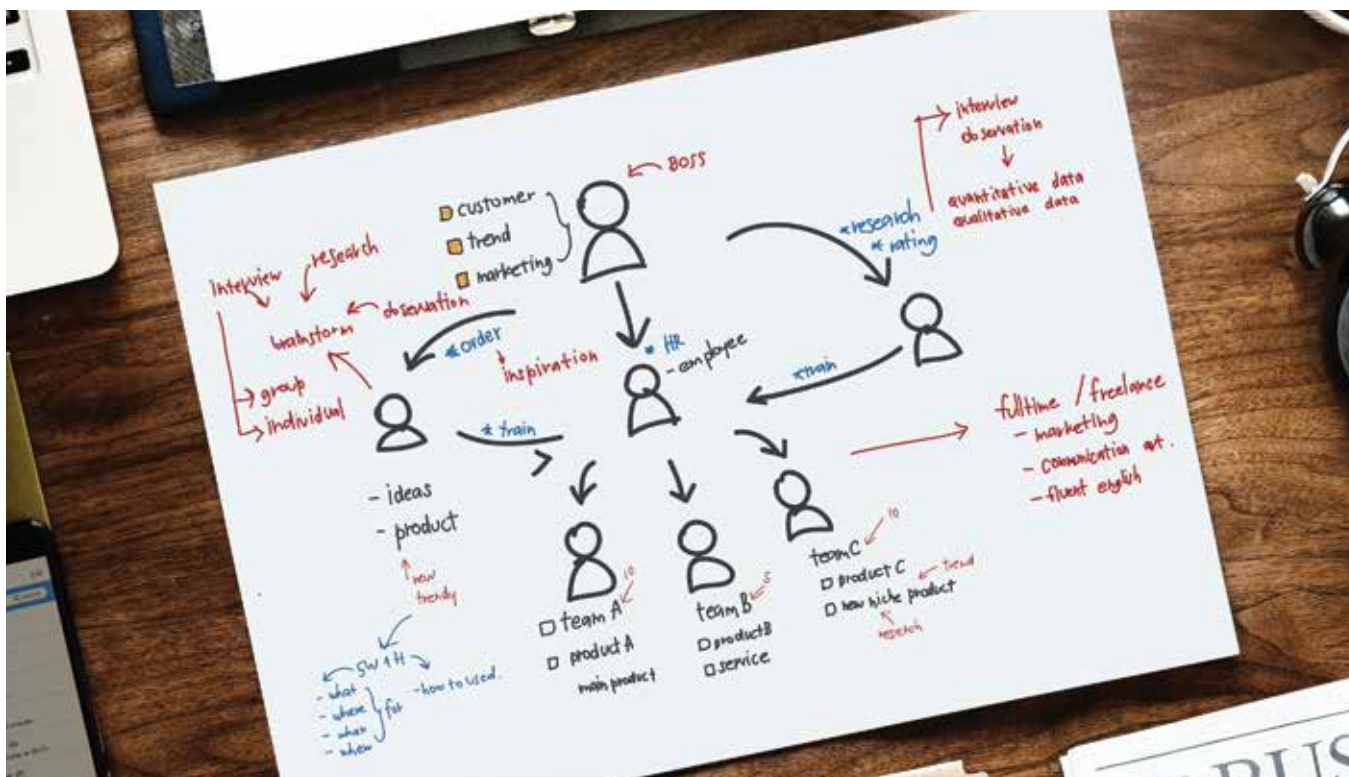 BOSS
customer
trend
marketing
interview
observation
quantitative data
qualitative data
*research
*rating
interview
research
observation
brainstorm
group
individual
*order
inspiration
* HR
- employee
*train
* train
- ideas
- product
new
trendy
5W1H
- what
- where
- when
for
- how to used.
fulltime / freelance
- marketing
- communication
- fluent english
team A
10
product A
main product
team B
5
product B
service
team C
10
product C
trend
new niche product
research
BUS